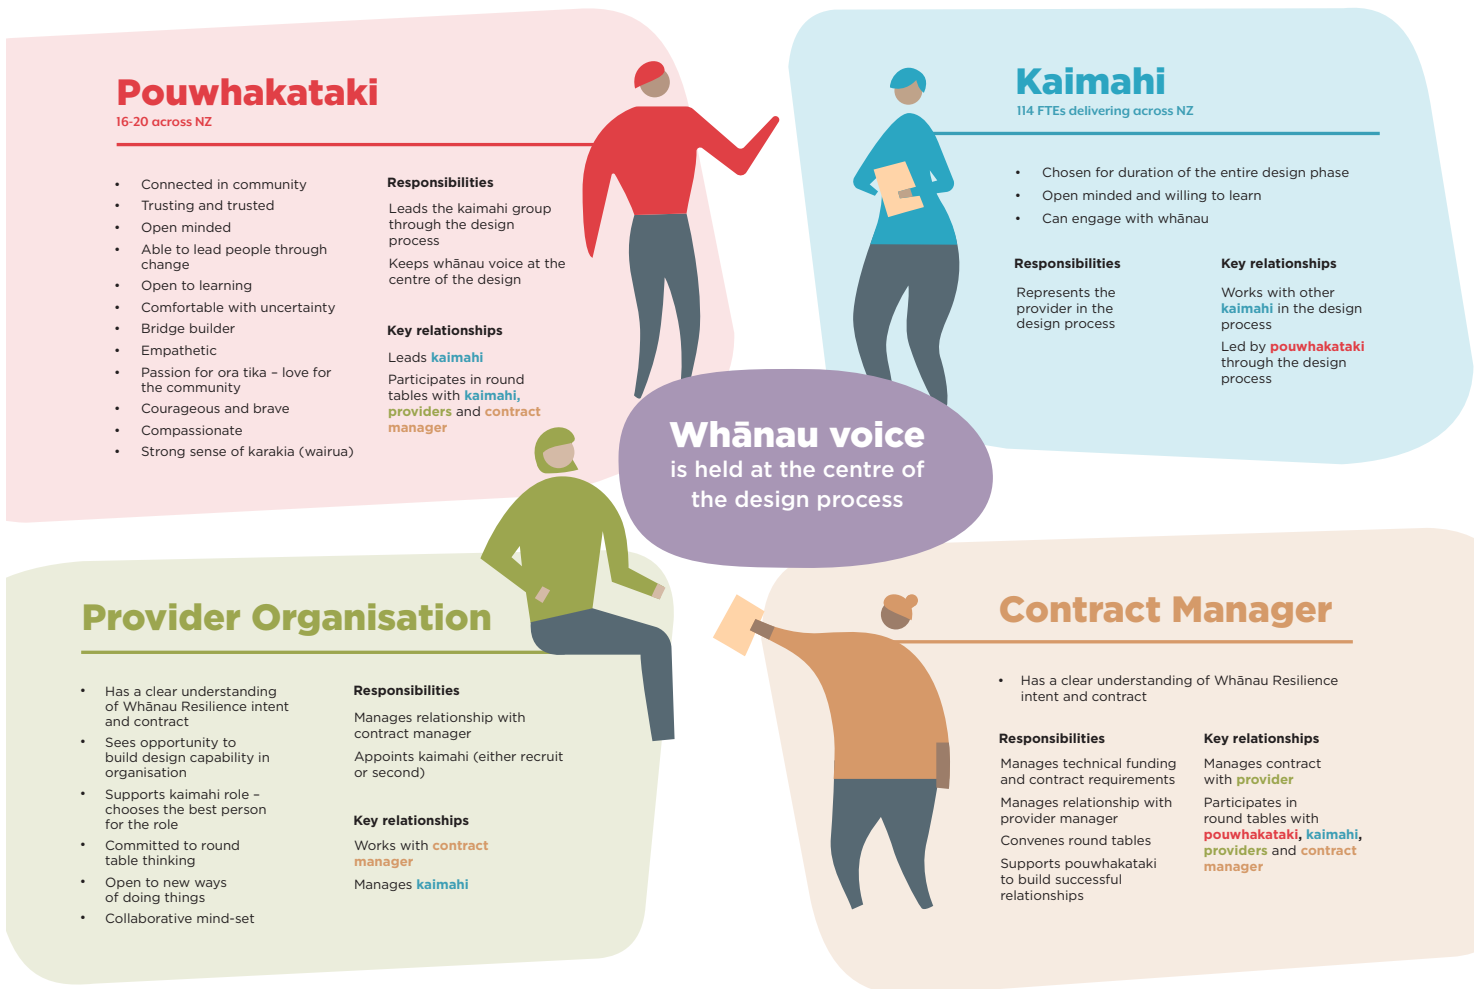 Pouwhakataki
16-20 across NZ
• Connected in community
• Trusting and trusted
• Open minded
• Able to lead people through
change
• Open to learning
• Comfortable with uncertainty
• Bridge builder
• Empathetic
• Passion for ora tika – love for
the community
• Courageous and brave
• Compassionate
• Strong sense of karakia (wairua)
Responsibilities
Leads the kaimahi group
through the design
process
Keeps whānau voice at the
centre of the design
Key relationships
Leads kaimahi
Participates in round
tables with kaimahi,
providers and contract
manager
Kaimahi
114 FTEs delivering across NZ
• Chosen for duration of the entire design phase
• Open minded and willing to learn
• Can engage with whānau
Responsibilities
Represents the
provider in the
design process
Key relationships
Works with other
kaimahi in the design
process
Led by pouwhakataki
through the design
process
Whānau voice
is held at the centre of
the design process
Provider Organisation
• Has a clear understanding
of Whānau Resilience intent
and contract
• Sees opportunity to
build design capability in
organisation
• Supports kaimahi role –
chooses the best person
for the role
• Committed to round
table thinking
• Open to new ways
of doing things
• Collaborative mind-set
Responsibilities
Manages relationship with
contract manager
Appoints kaimahi (either recruit
or second)
Key relationships
Works with contract
manager
Manages kaimahi
Contract Manager
• Has a clear understanding of Whānau Resilience
intent and contract
Responsibilities
Manages technical funding
and contract requirements
Manages relationship with
provider manager
Convenes round tables
Supports pouwhakataki
to build successful
relationships
Key relationships
Manages contract
with provider
Participates in
round tables with
pouwhakataki, kaimahi,
providers and contract
manager